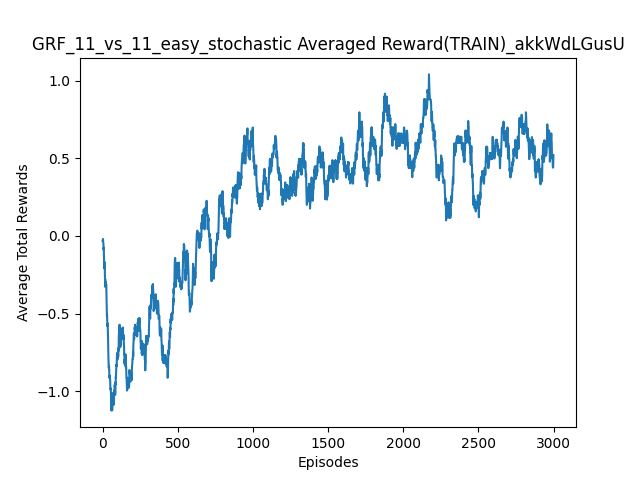 GRF_11_vs_11_easy_stochastic Averaged Reward(TRAIN)_akkWdLGusU
Average Total Rewards
1.0
0.5
0.0
−0.5
−1.0
0 500 1000 1500 2000 2500 3000
Episodes